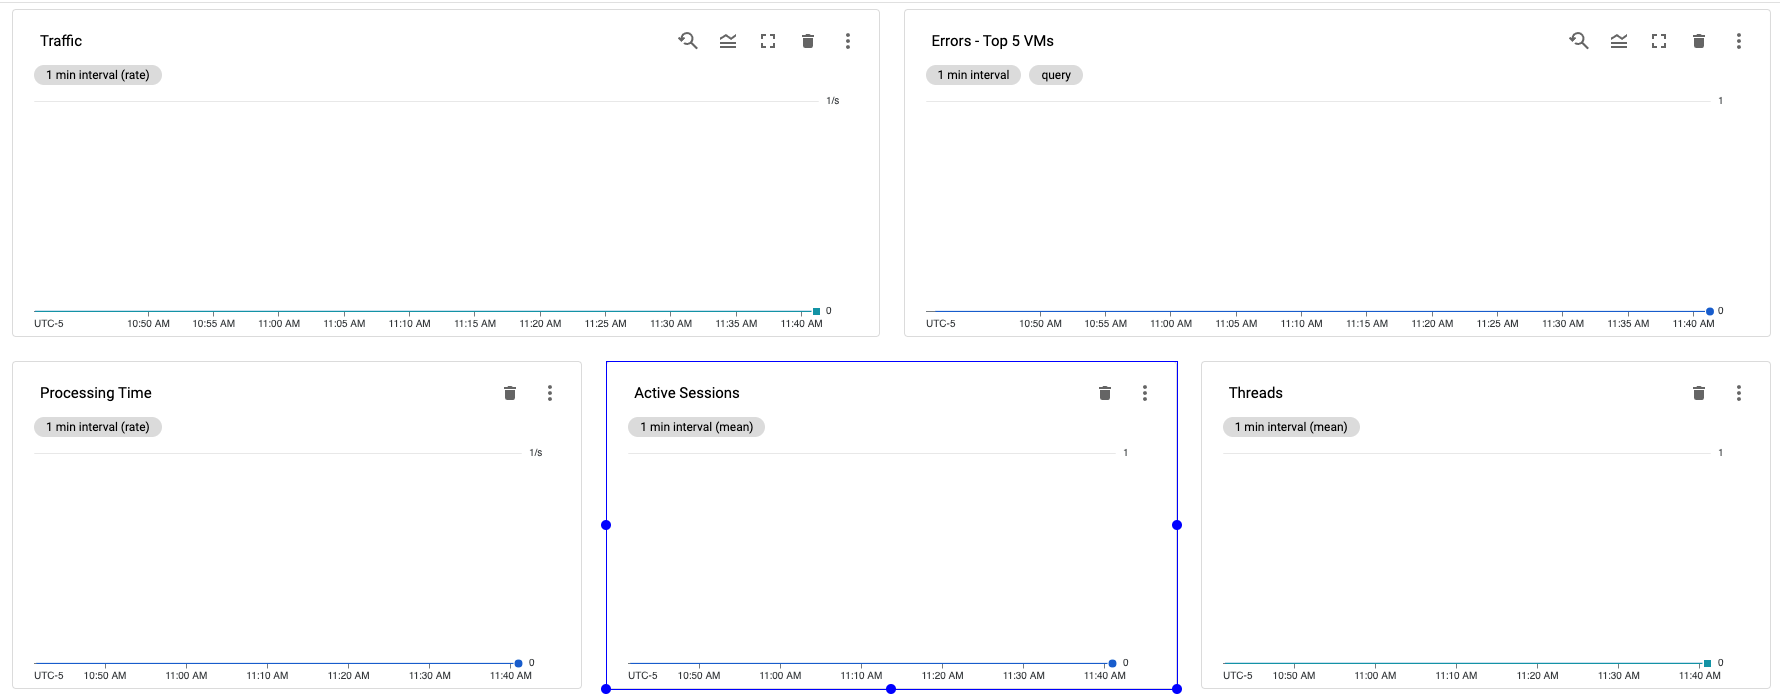 Traffic
1 min interval (rate)
1/s
0
UTC-5 10:50 AM 10:55 AM 11:00 AM 11:05 AM 11:10 AM 11:15 AM 11:20 AM 11:25 AM 11:30 AM 11:35 AM 11:40 AM
Errors - Top 5 VMs
1 min interval query
1
0
UTC-5 10:50 AM 10:55 AM 11:00 AM 11:05 AM 11:10 AM 11:15 AM 11:20 AM 11:25 AM 11:30 AM 11:35 AM 11:40 AM
Processing Time
1 min interval (rate)
1/s
0
UTC-5 10:50 AM 11:00 AM 11:10 AM 11:20 AM 11:30 AM 11:40 AM
Active Sessions
1 min interval (mean)
1
0
UTC-5 10:50 AM 11:00 AM 11:10 AM 11:20 AM 11:30 AM 11:40 AM
Threads
1 min interval (mean)
1
0
UTC-5 10:50 AM 11:00 AM 11:10 AM 11:20 AM 11:30 AM 11:40 AM